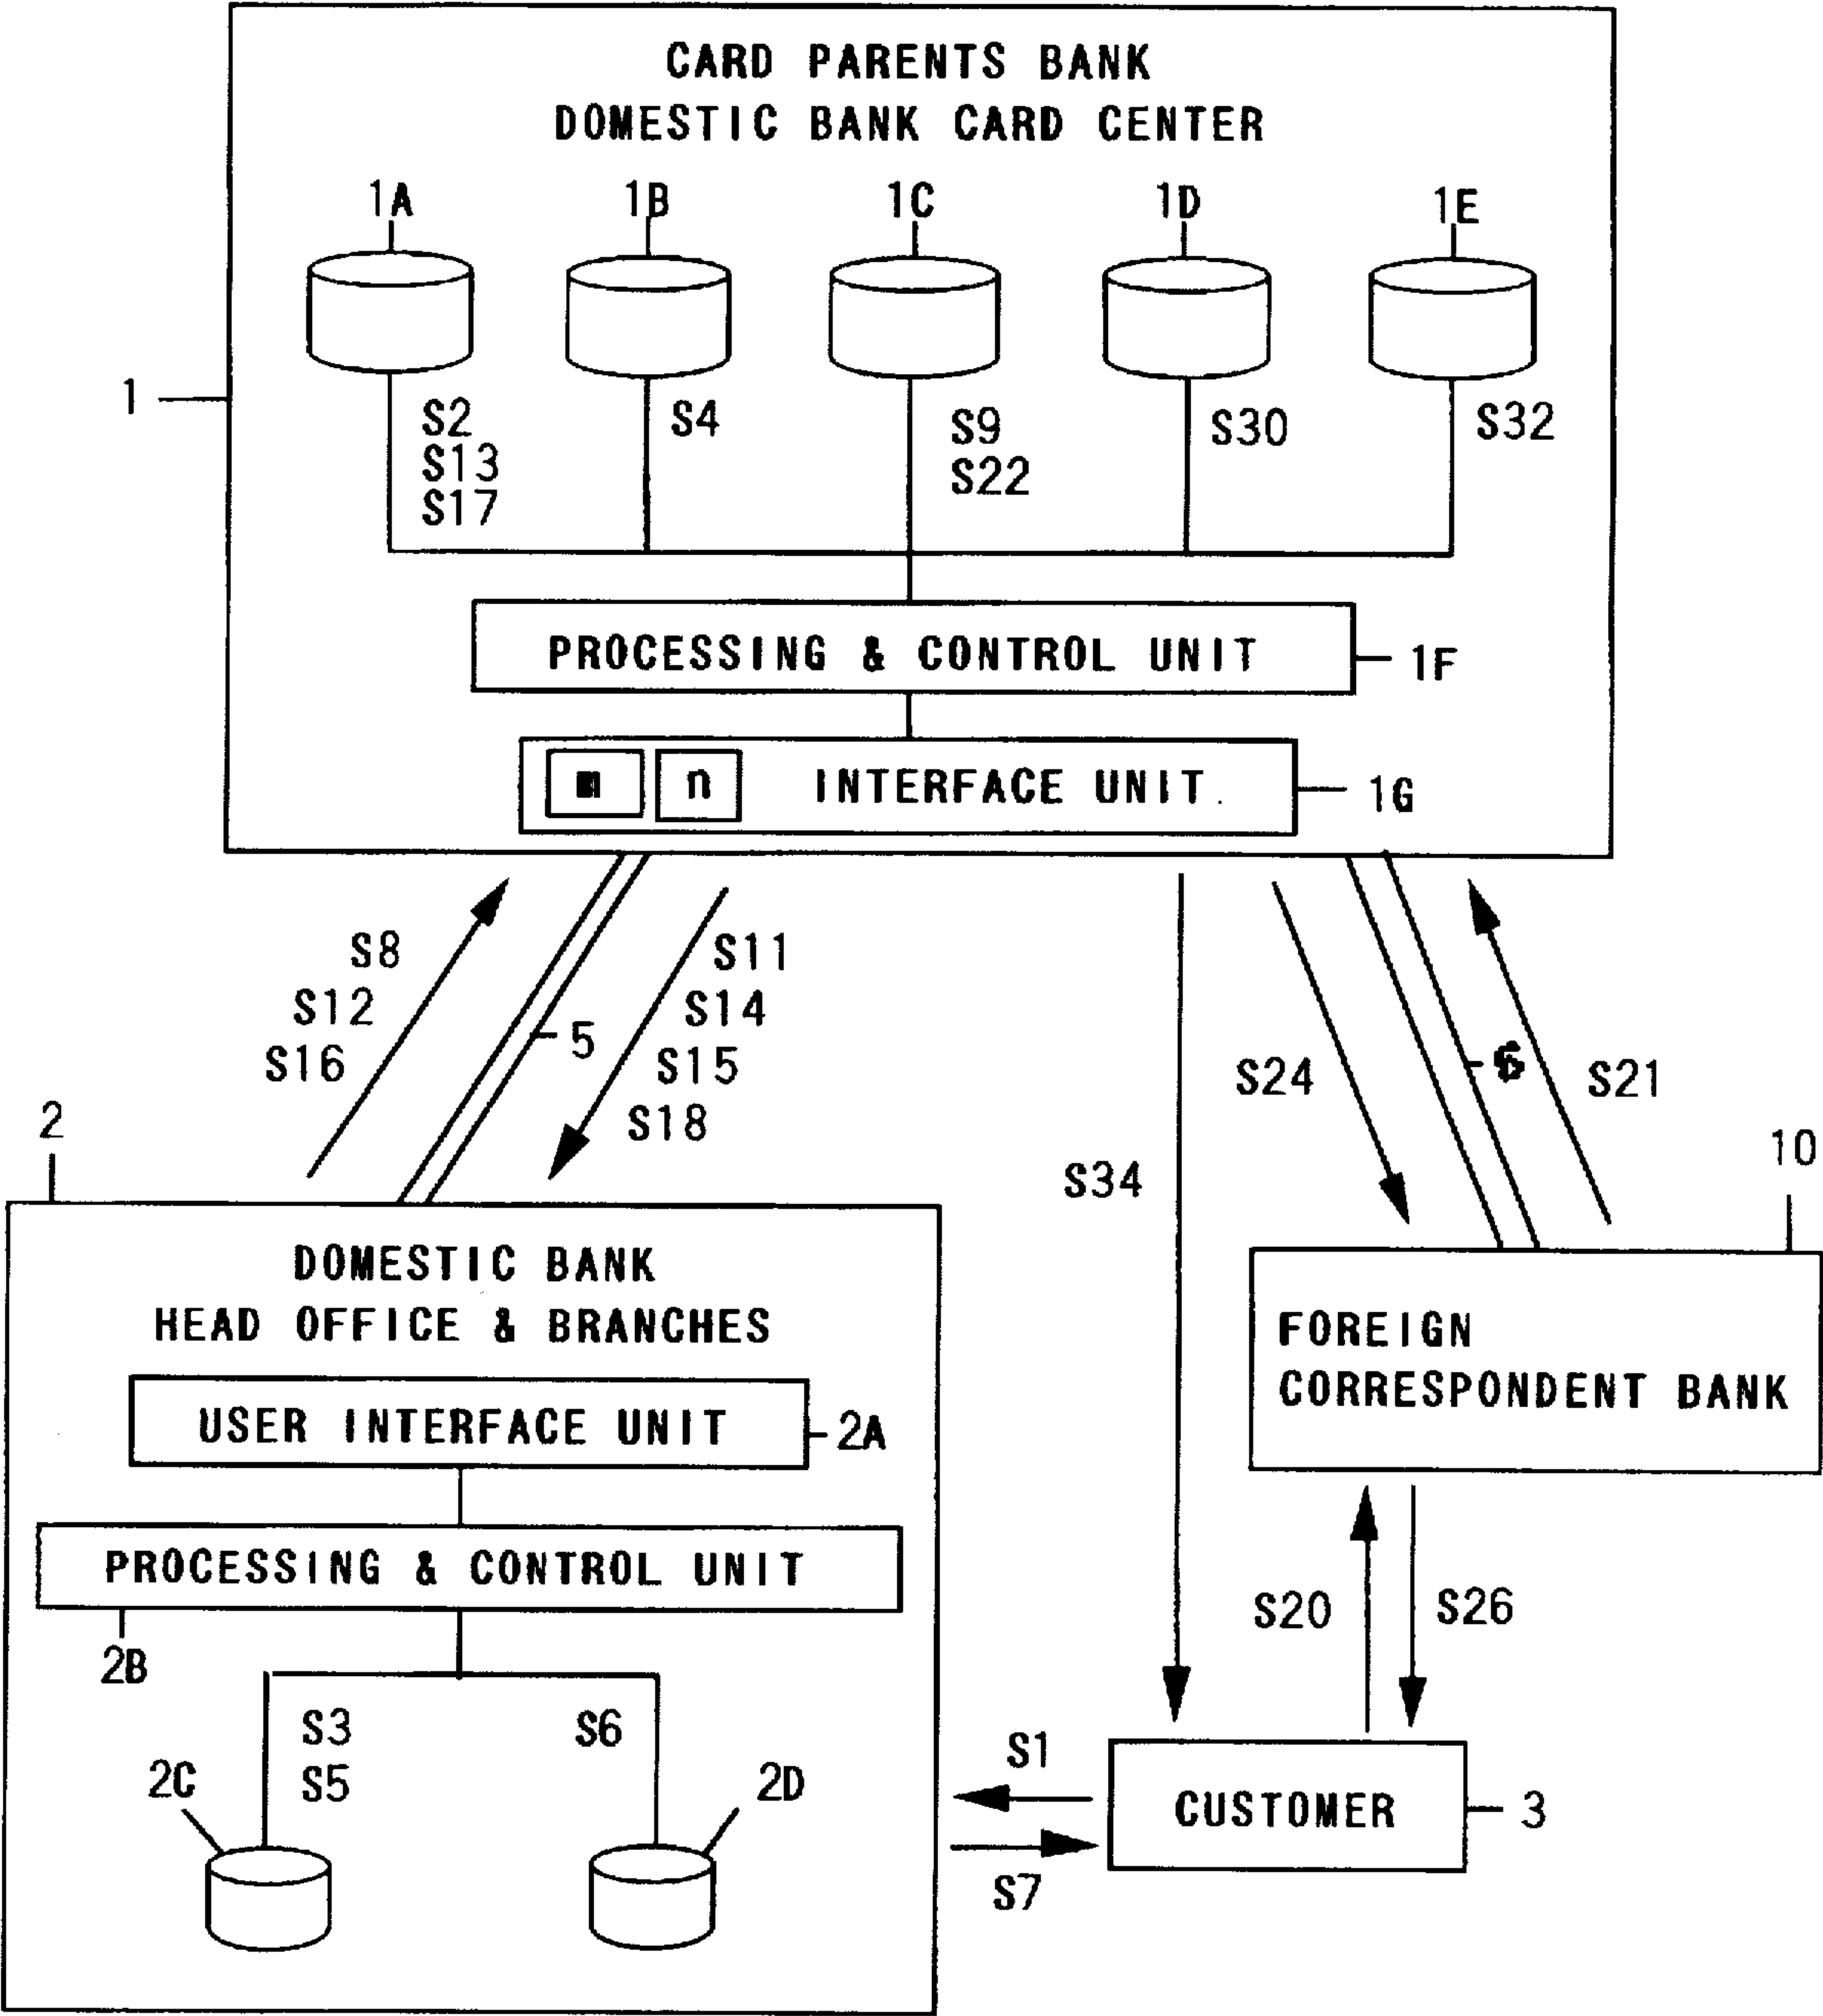 CARD PARENTS BANK
DOMESTIC BANK CARD CENTER
1A 1B 1C 1D 1E
1
S2 S4 S9 S30 S32
S13 S22
S17
PROCESSING & CONTROL UNIT 1F
m n INTERFACE UNIT 1G
S8 S11
S12 S14
S16 5 S15 S24 6 S21
S18
2 10
S34
DOMESTIC BANK
HEAD OFFICE & BRANCHES
FOREIGN
CORRESPONDENT BANK
USER INTERFACE UNIT 2A
PROCESSING & CONTROL UNIT
S20 S26
2B
S3 S6
S5
2C 2D
S1
CUSTOMER 3
S7